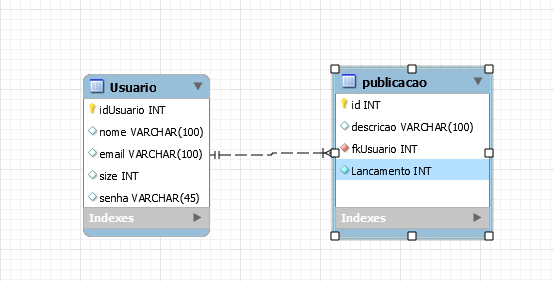 Usuario
idUsuario INT
nome VARCHAR(100)
email VARCHAR(100)
size INT
senha VARCHAR(45)
Indexes
publicacao
id INT
descricao VARCHAR(100)
fkUsuario INT
Lancamento INT
Indexes